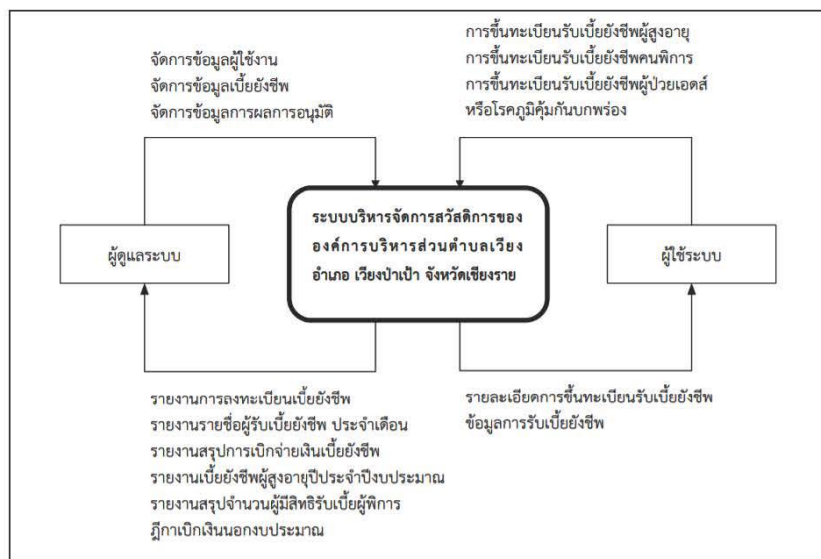 จัดการข้อมูลผู้ใช้งาน
จัดการข้อมูลเบี้ยยังชีพ
จัดการข้อมูลการผลการอนุมัติ
การขึ้นทะเบียนรับเบี้ยยังชีพผู้สูงอายุ
การขึ้นทะเบียนรับเบี้ยยังชีพคนพิการ
การขึ้นทะเบียนรับเบี้ยยังชีพผู้ป่วยเอดส์
หรือโรคภูมิคุ้มกันบกพร่อง
ผู้ดูแลระบบ
ระบบบริหารจัดการสวัสดิการของ
องค์การบริหารส่วนตำบลเวียง
อำเภอ เวียงป่าเป้า จังหวัดเชียงราย
ผู้ใช้ระบบ
รายงานการลงทะเบียนเบี้ยยังชีพ
รายงานรายชื่อผู้รับเบี้ยยังชีพ ประจำเดือน
รายงานสรุปการเบิกจ่ายเงินเบี้ยยังชีพ
รายงานเบี้ยยังชีพผู้สูงอายุปีประจำปีงบประมาณ
รายงานสรุปจำนวนผู้มีสิทธิรับเบี้ยผู้พิการ
ฎีกาเบิกเงินนอกงบประมาณ
รายละเอียดการขึ้นทะเบียนรับเบี้ยยังชีพ
ข้อมูลการรับเบี้ยยังชีพ